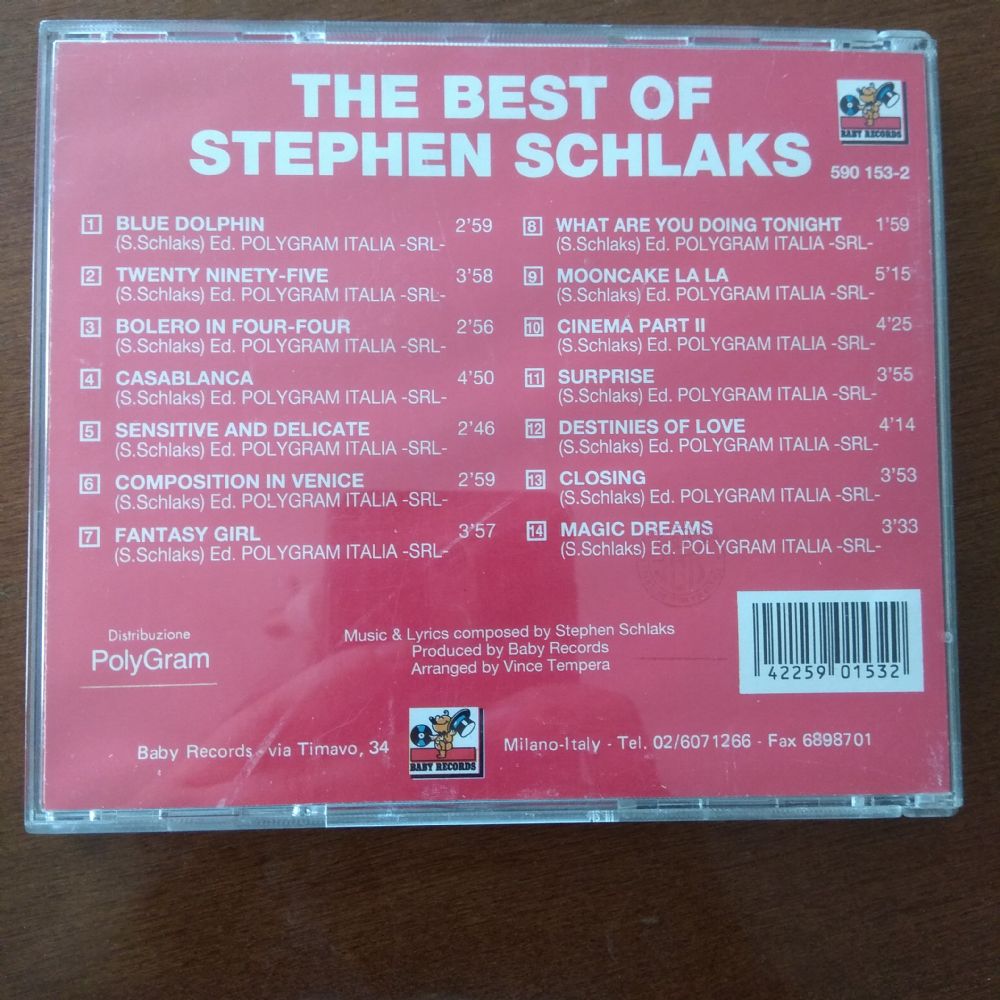 THE BEST OF
STEPHEN SCHLAKS
BABY RECORDS
590 153-2
1 BLUE DOLPHIN 2'59
(S.Schlaks) Ed. POLYGRAM ITALIA -SRL-
2 TWENTY NINETY-FIVE 3'58
(S.Schlaks) Ed. POLYGRAM ITALIA -SRL-
3 BOLERO IN FOUR-FOUR 2'56
(S.Schlaks) Ed. POLYGRAM ITALIA -SRL-
4 CASABLANCA 4'50
(S.Schlaks) Ed. POLYGRAM ITALIA -SRL-
5 SENSITIVE AND DELICATE 2'46
(S.Schlaks) Ed. POLYGRAM ITALIA -SRL-
6 COMPOSITION IN VENICE 2'59
(S.Schlaks) Ed. POLYGRAM ITALIA -SRL-
7 FANTASY GIRL 3'57
(S.Schlaks) Ed. POLYGRAM ITALIA -SRL-
8 WHAT ARE YOU DOING TONIGHT 1'59
(S.Schlaks) Ed. POLYGRAM ITALIA -SRL-
9 MOONCAKE LA LA 5'15
(S.Schlaks) Ed. POLYGRAM ITALIA -SRL-
10 CINEMA PART II 4'25
(S.Schlaks) Ed. POLYGRAM ITALIA -SRL-
11 SURPRISE 3'55
(S.Schlaks) Ed. POLYGRAM ITALIA -SRL-
12 DESTINIES OF LOVE 4'14
(S.Schlaks) Ed. POLYGRAM ITALIA -SRL-
13 CLOSING 3'53
(S.Schlaks) Ed. POLYGRAM ITALIA -SRL-
14 MAGIC DREAMS 3'33
(S.Schlaks) Ed. POLYGRAM ITALIA -SRL-
Distribuzione
PolyGram
Music & Lyrics composed by Stephen Schlaks
Produced by Baby Records
Arranged by Vince Tempera
42259 01532
Baby Records - via Timavo, 34
BABY RECORDS
Milano-Italy - Tel. 02/6071266 - Fax 6898701